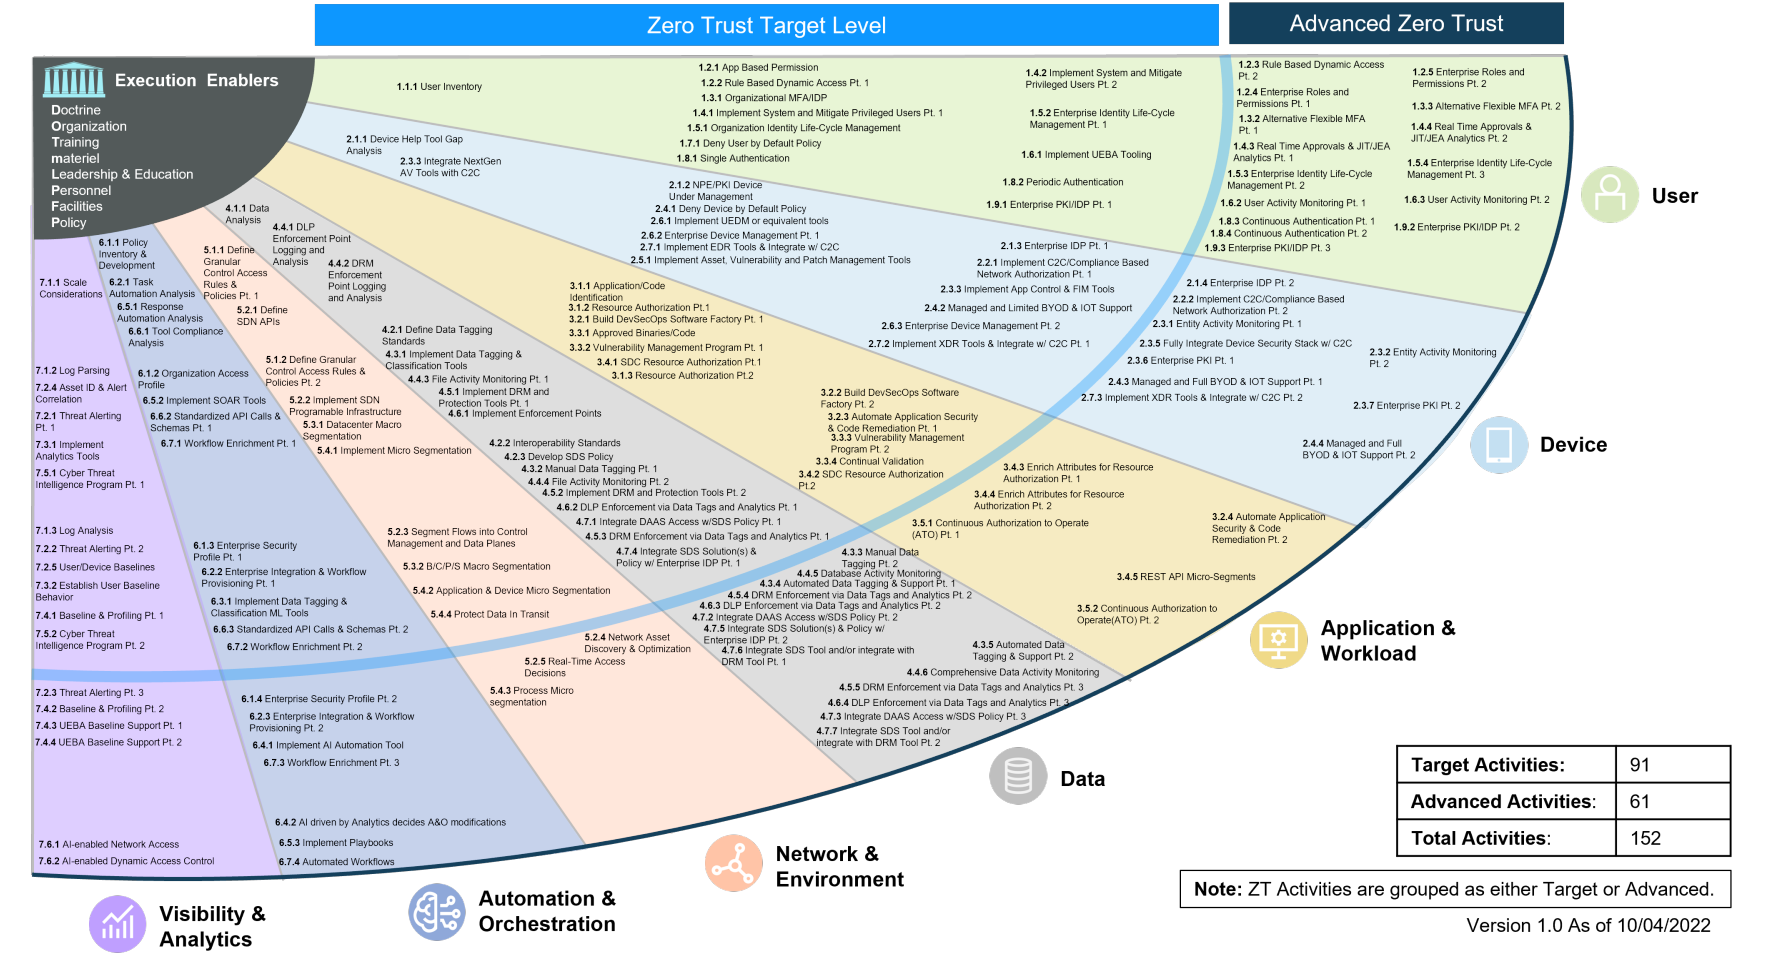 Zero Trust Target Level
Advanced Zero Trust
Execution Enablers
Doctrine
Organization
Training
materiel
Leadership & Education
Personnel
Facilities
Policy
1.1.1 User Inventory
1.2.1 App Based Permission
1.2.2 Rule Based Dynamic Access Pt. 1
1.3.1 Organizational MFA/IDP
1.4.1 Implement System and Mitigate Privileged Users Pt. 1
1.5.1 Organization Identity Life-Cycle Management
1.7.1 Deny User by Default Policy
1.8.1 Single Authentication
1.4.2 Implement System and Mitigate
Privileged Users Pt. 2
1.5.2 Enterprise Identity Life-Cycle
Management Pt. 1
1.6.1 Implement UEBA Tooling
1.8.2 Periodic Authentication
1.9.1 Enterprise PKI/IDP Pt. 1
1.2.3 Rule Based Dynamic Access
Pt. 2
1.2.4 Enterprise Roles and
Permissions Pt. 1
1.3.2 Alternative Flexible MFA
Pt. 1
1.4.3 Real Time Approvals & JIT/JEA
Analytics Pt. 1
1.5.3 Enterprise Identity Life-Cycle
Management Pt. 2
1.6.2 User Activity Monitoring Pt. 1
1.8.3 Continuous Authentication Pt. 1
1.8.4 Continuous Authentication Pt. 2
1.9.3 Enterprise PKI/IDP Pt. 3
1.2.5 Enterprise Roles and
Permissions Pt. 2
1.3.3 Alternative Flexible MFA Pt. 2
1.4.4 Real Time Approvals &
JIT/JEA Analytics Pt. 2
1.5.4 Enterprise Identity Life-Cycle
Management Pt. 3
1.6.3 User Activity Monitoring Pt. 2
1.9.2 Enterprise PKI/IDP Pt. 2
User
2.1.1 Device Help Tool Gap
Analysis
2.3.3 Integrate NextGen
AV Tools with C2C
2.1.2 NPE/PKI Device
Under Management
2.4.1 Deny Device by Default Policy
2.6.1 Implement UEDM or equivalent tools
2.6.2 Enterprise Device Management Pt. 1
2.7.1 Implement EDR Tools & Integrate w/ C2C
2.5.1 Implement Asset, Vulnerability and Patch Management Tools
2.1.3 Enterprise IDP Pt. 1
2.2.1 Implement C2C/Compliance Based
Network Authorization Pt. 1
2.3.3 Implement App Control & FIM Tools
2.4.2 Managed and Limited BYOD & IOT Support
2.6.3 Enterprise Device Management Pt. 2
2.7.2 Implement XDR Tools & Integrate w/ C2C Pt. 1
2.1.4 Enterprise IDP Pt. 2
2.2.2 Implement C2C/Compliance Based
Network Authorization Pt. 2
2.3.1 Entity Activity Monitoring Pt. 1
2.3.5 Fully Integrate Device Security Stack w/ C2C
2.3.6 Enterprise PKI Pt. 1
2.4.3 Managed and Full BYOD & IOT Support Pt. 1
2.7.3 Implement XDR Tools & Integrate w/ C2C Pt. 2
2.3.2 Entity Activity Monitoring
Pt. 2
2.3.7 Enterprise PKI Pt. 2
2.4.4 Managed and Full
BYOD & IOT Support Pt. 2
Device
3.1.1 Application/Code
Identification
3.1.2 Resource Authorization Pt.1
3.2.1 Build DevSecOps Software Factory Pt. 1
3.3.1 Approved Binaries/Code
3.3.2 Vulnerability Management Program Pt. 1
3.4.1 SDC Resource Authorization Pt.1
3.1.3 Resource Authorization Pt.2
3.2.2 Build DevSecOps Software
Factory Pt. 2
3.2.3 Automate Application Security
& Code Remediation Pt. 1
3.3.3 Vulnerability Management
Program Pt. 2
3.3.4 Continual Validation
3.4.2 SDC Resource Authorization
Pt.2
3.4.3 Enrich Attributes for Resource
Authorization Pt. 1
3.4.4 Enrich Attributes for Resource
Authorization Pt. 2
3.5.1 Continuous Authorization to Operate
(ATO) Pt. 1
3.2.4 Automate Application
Security & Code
Remediation Pt. 2
3.4.5 REST API Micro-Segments
3.5.2 Continuous Authorization to
Operate(ATO) Pt. 2
Application &
Workload
4.1.1 Data
Analysis
4.4.1 DLP
Enforcement Point
Logging and
Analysis
4.4.2 DRM
Enforcement
Point Logging
and Analysis
4.2.1 Define Data Tagging
Standards
4.3.1 Implement Data Tagging &
Classification Tools
4.4.3 File Activity Monitoring Pt. 1
4.5.1 Implement DRM and
Protection Tools Pt. 1
4.6.1 Implement Enforcement Points
4.2.2 Interoperability Standards
4.2.3 Develop SDS Policy
4.3.2 Manual Data Tagging Pt. 1
4.4.4 File Activity Monitoring Pt. 2
4.5.2 Implement DRM and Protection Tools Pt. 2
4.6.2 DLP Enforcement via Data Tags and Analytics Pt. 1
4.7.1 Integrate DAAS Access w/SDS Policy Pt. 1
4.5.3 DRM Enforcement via Data Tags and Analytics Pt. 1
4.7.4 Integrate SDS Solution(s) &
Policy w/ Enterprise IDP Pt. 1
4.3.3 Manual Data
Tagging Pt. 2
4.4.5 Database Activity Monitoring
4.3.4 Automated Data Tagging & Support Pt. 1
4.5.4 DRM Enforcement via Data Tags and Analytics Pt. 2
4.6.3 DLP Enforcement via Data Tags and Analytics Pt. 2
4.7.2 Integrate DAAS Access w/SDS Policy Pt. 2
4.7.5 Integrate SDS Solution(s) & Policy w/
Enterprise IDP Pt. 2
4.7.6 Integrate SDS Tool and/or integrate with
DRM Tool Pt. 1
4.3.5 Automated Data
Tagging & Support Pt. 2
4.4.6 Comprehensive Data Activity Monitoring
4.5.5 DRM Enforcement via Data Tags and Analytics Pt. 3
4.6.4 DLP Enforcement via Data Tags and Analytics Pt. 3
4.7.3 Integrate DAAS Access w/SDS Policy Pt. 3
4.7.7 Integrate SDS Tool and/or
integrate with DRM Tool Pt. 2
Data
5.1.1 Define
Granular
Control Access
Rules &
Policies Pt. 1
5.2.1 Define
SDN APIs
5.1.2 Define Granular
Control Access Rules &
Policies Pt. 2
5.2.2 Implement SDN
Programable Infrastructure
5.3.1 Datacenter Macro
Segmentation
5.4.1 Implement Micro Segmentation
5.2.3 Segment Flows into Control
Management and Data Planes
5.3.2 B/C/P/S Macro Segmentation
5.4.2 Application & Device Micro Segmentation
5.4.4 Protect Data In Transit
5.2.4 Network Asset
Discovery & Optimization
5.2.5 Real-Time Access
Decisions
5.4.3 Process Micro
segmentation
Network &
Environment
6.1.1 Policy
Inventory &
Development
6.2.1 Task
Automation Analysis
6.5.1 Response
Automation Analysis
6.6.1 Tool Compliance
Analysis
6.1.2 Organization Access
Profile
6.5.2 Implement SOAR Tools
6.6.2 Standardized API Calls &
Schemas Pt. 1
6.7.1 Workflow Enrichment Pt. 1
6.1.3 Enterprise Security
Profile Pt. 1
6.2.2 Enterprise Integration & Workflow
Provisioning Pt. 1
6.3.1 Implement Data Tagging &
Classification ML Tools
6.6.3 Standardized API Calls & Schemas Pt. 2
6.7.2 Workflow Enrichment Pt. 2
6.1.4 Enterprise Security Profile Pt. 2
6.2.3 Enterprise Integration & Workflow
Provisioning Pt. 2
6.4.1 Implement AI Automation Tool
6.7.3 Workflow Enrichment Pt. 3
6.4.2 AI driven by Analytics decides A&O modifications
6.5.3 Implement Playbooks
6.7.4 Automated Workflows
Automation &
Orchestration
7.1.1 Scale
Considerations
7.1.2 Log Parsing
7.2.4 Asset ID & Alert
Correlation
7.2.1 Threat Alerting
Pt. 1
7.3.1 Implement
Analytics Tools
7.5.1 Cyber Threat
Intelligence Program Pt. 1
7.1.3 Log Analysis
7.2.2 Threat Alerting Pt. 2
7.2.5 User/Device Baselines
7.3.2 Establish User Baseline
Behavior
7.4.1 Baseline & Profiling Pt. 1
7.5.2 Cyber Threat
Intelligence Program Pt. 2
7.2.3 Threat Alerting Pt. 3
7.4.2 Baseline & Profiling Pt. 2
7.4.3 UEBA Baseline Support Pt. 1
7.4.4 UEBA Baseline Support Pt. 2
7.6.1 AI-enabled Network Access
7.6.2 AI-enabled Dynamic Access Control
Visibility &
Analytics
Target Activities: 91
Advanced Activities: 61
Total Activities: 152
Note: ZT Activities are grouped as either Target or Advanced.
Version 1.0 As of 10/04/2022